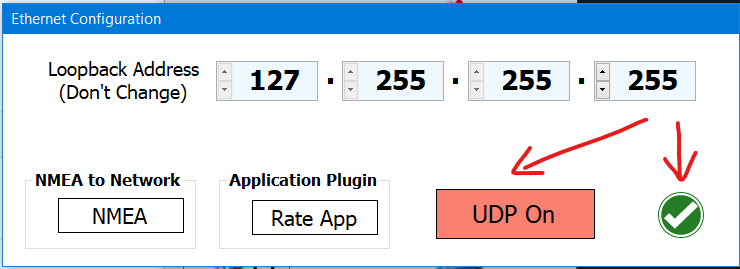 Ethernet Configuration
Loopback Address
(Don't Change)
127 . 255 . 255 . 255
NMEA to Network
NMEA
Application Plugin
Rate App
UDP On